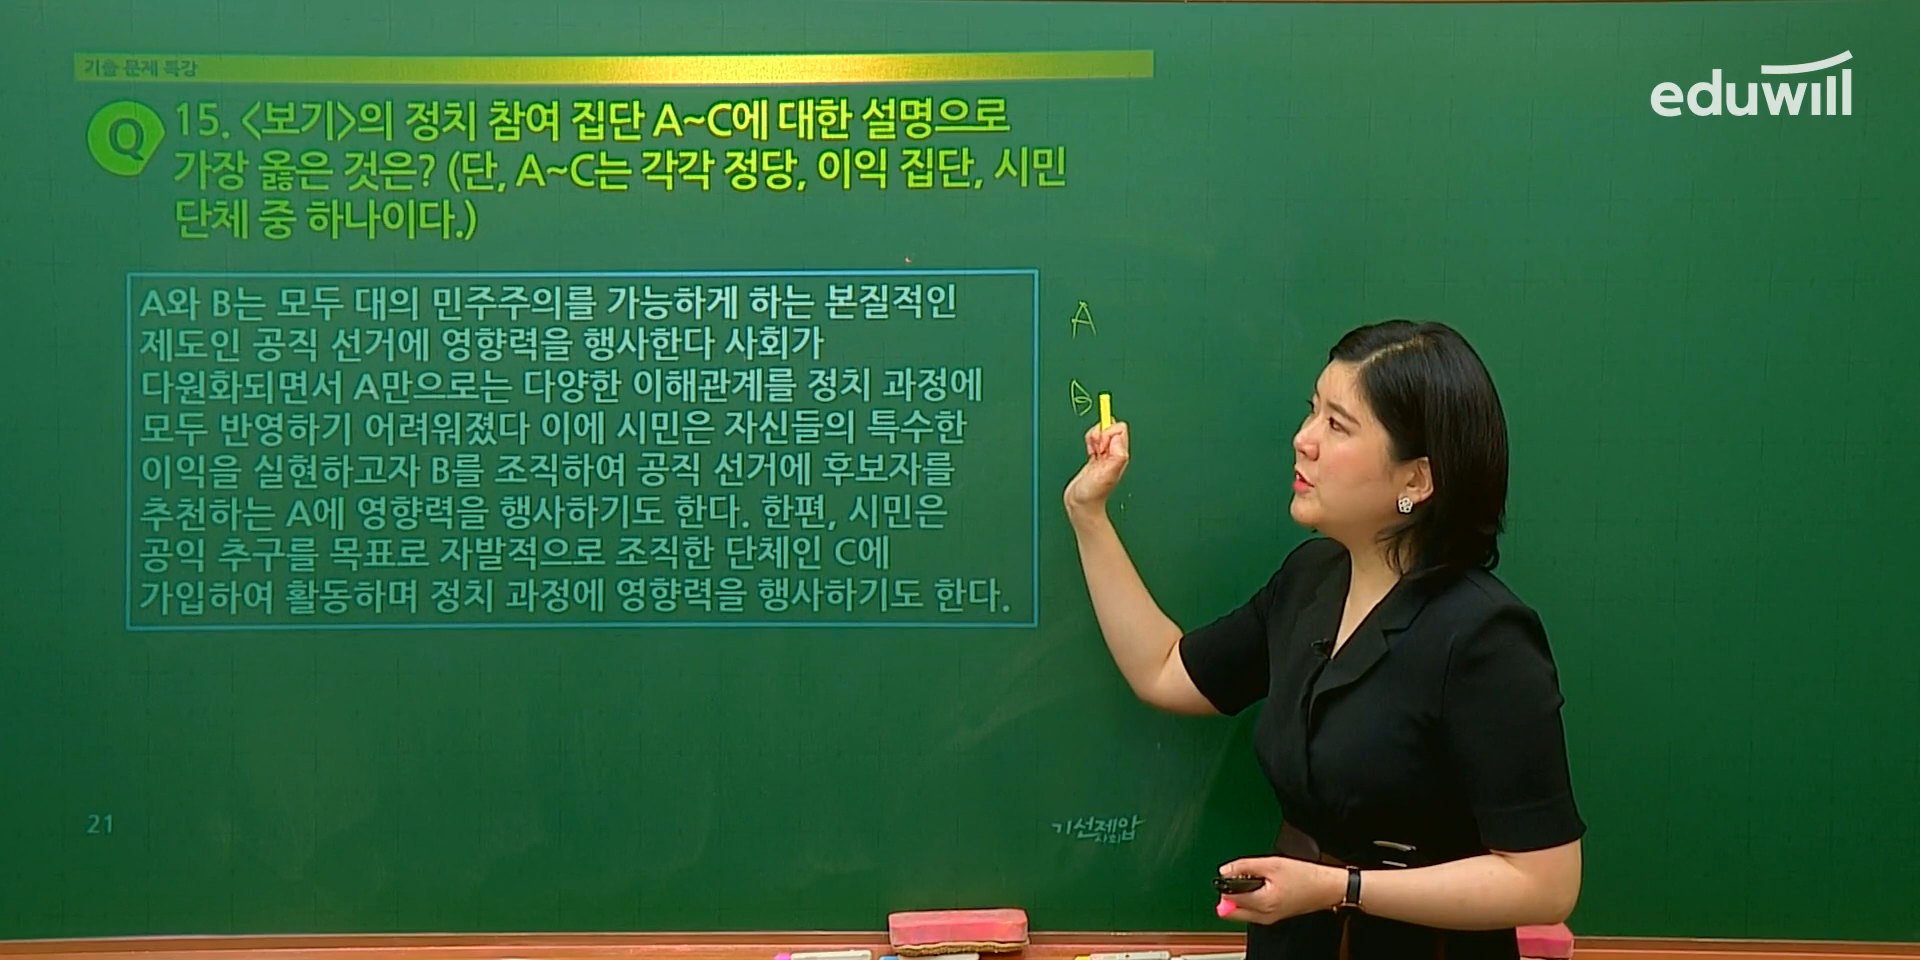 기출 문제 특강
eduwill
Q
15. <보기>의 정치 참여 집단 A~C에 대한 설명으로
가장 옳은 것은? (단, A~C는 각각 정당, 이익 집단, 시민
단체 중 하나이다.)
A와 B는 모두 대의 민주주의를 가능하게 하는 본질적인
제도인 공직 선거에 영향력을 행사한다 사회가
다원화되면서 A만으로는 다양한 이해관계를 정치 과정에
모두 반영하기 어려워졌다 이에 시민은 자신들의 특수한
이익을 실현하고자 B를 조직하여 공직 선거에 후보자를
추천하는 A에 영향력을 행사하기도 한다. 한편, 시민은
공익 추구를 목표로 자발적으로 조직한 단체인 C에
가입하여 활동하며 정치 과정에 영향력을 행사하기도 한다.
A
B
21
기선제압
사회